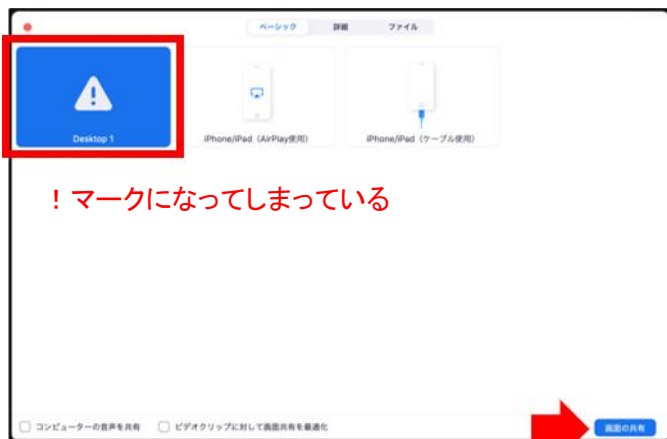 ベーシック 詳細 ファイル
Desktop 1 iPhone/iPad（AirPlay使用） iPhone/iPad（ケーブル使用）
！マークになってしまっている
コンピューターの音声を共有 ビデオクリップに対して画面共有を最適化 画面の共有